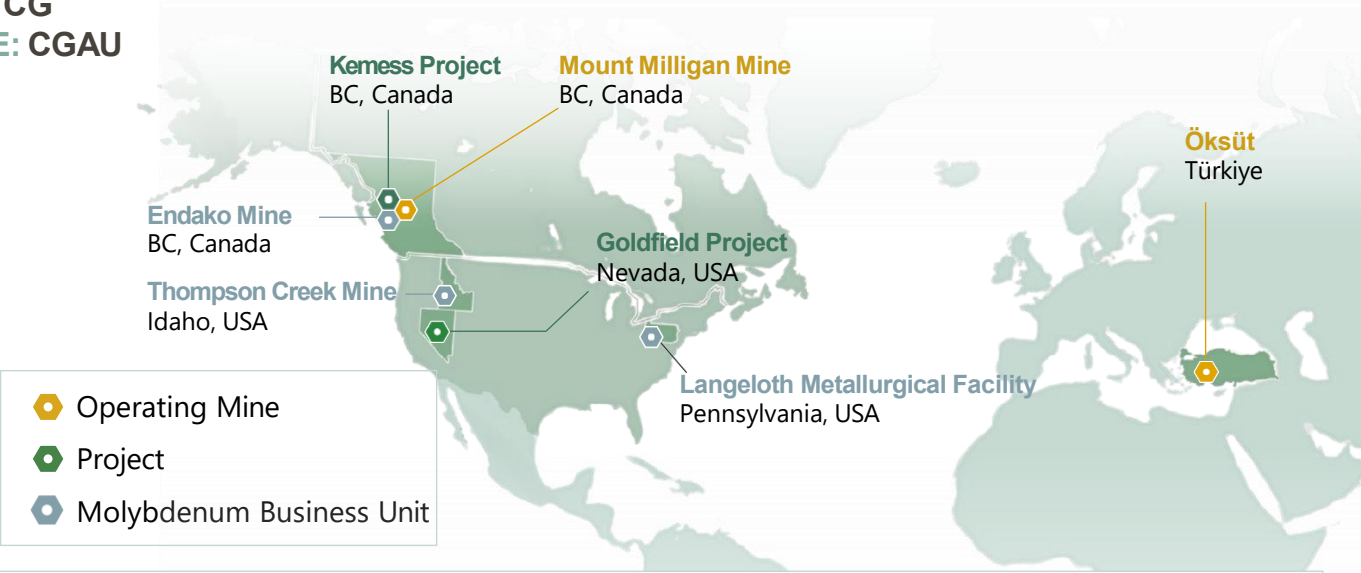 CG
E: CGAU
Kemess Project
BC, Canada
Mount Milligan Mine
BC, Canada
Öksüt
Türkiye
Endako Mine
BC, Canada
Goldfield Project
Nevada, USA
Thompson Creek Mine
Idaho, USA
Langeloth Metallurgical Facility
Pennsylvania, USA
Operating Mine
Project
Molybdenum Business Unit